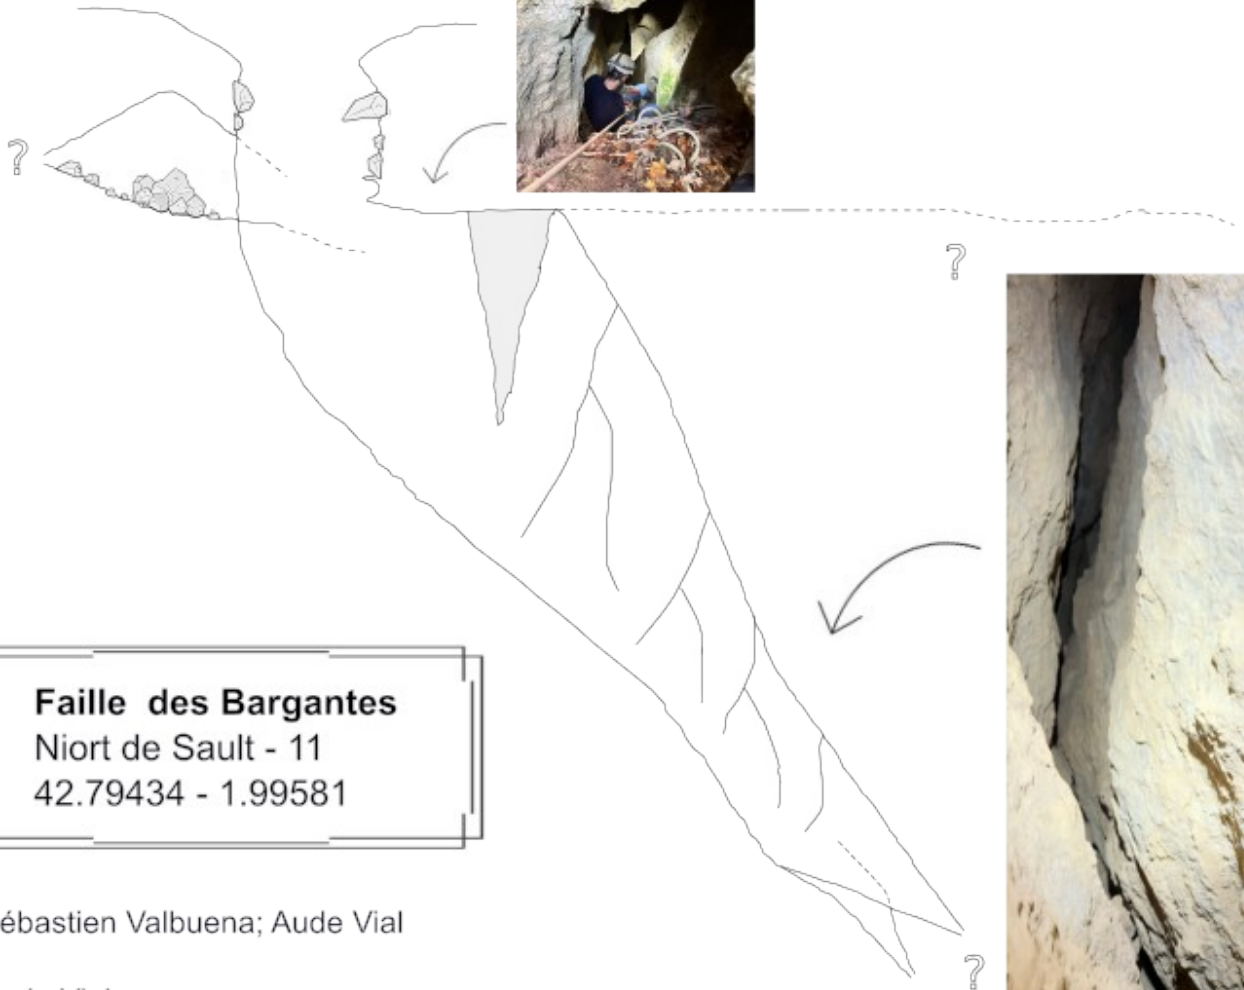 ?
?
Faille des Bargantes
Niort de Sault - 11
42.79434 - 1.99581
ébastien Valbuena; Aude Vial
?